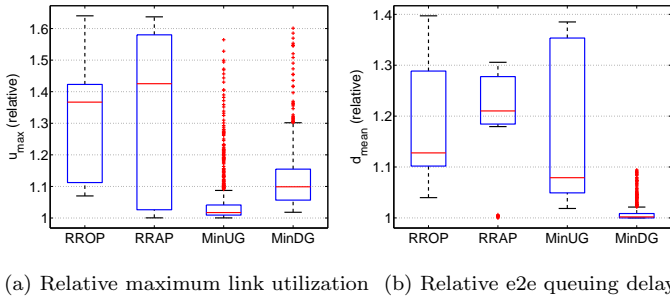 1.6
1.5
1.4
1.3
1.2
1.1
1
u_max (relative)
RROP RRAP MinUG MinDG
1.4
1.3
1.2
1.1
1
d_mean (relative)
RROP RRAP MinUG MinDG
(a) Relative maximum link utilization (b) Relative e2e queuing delay